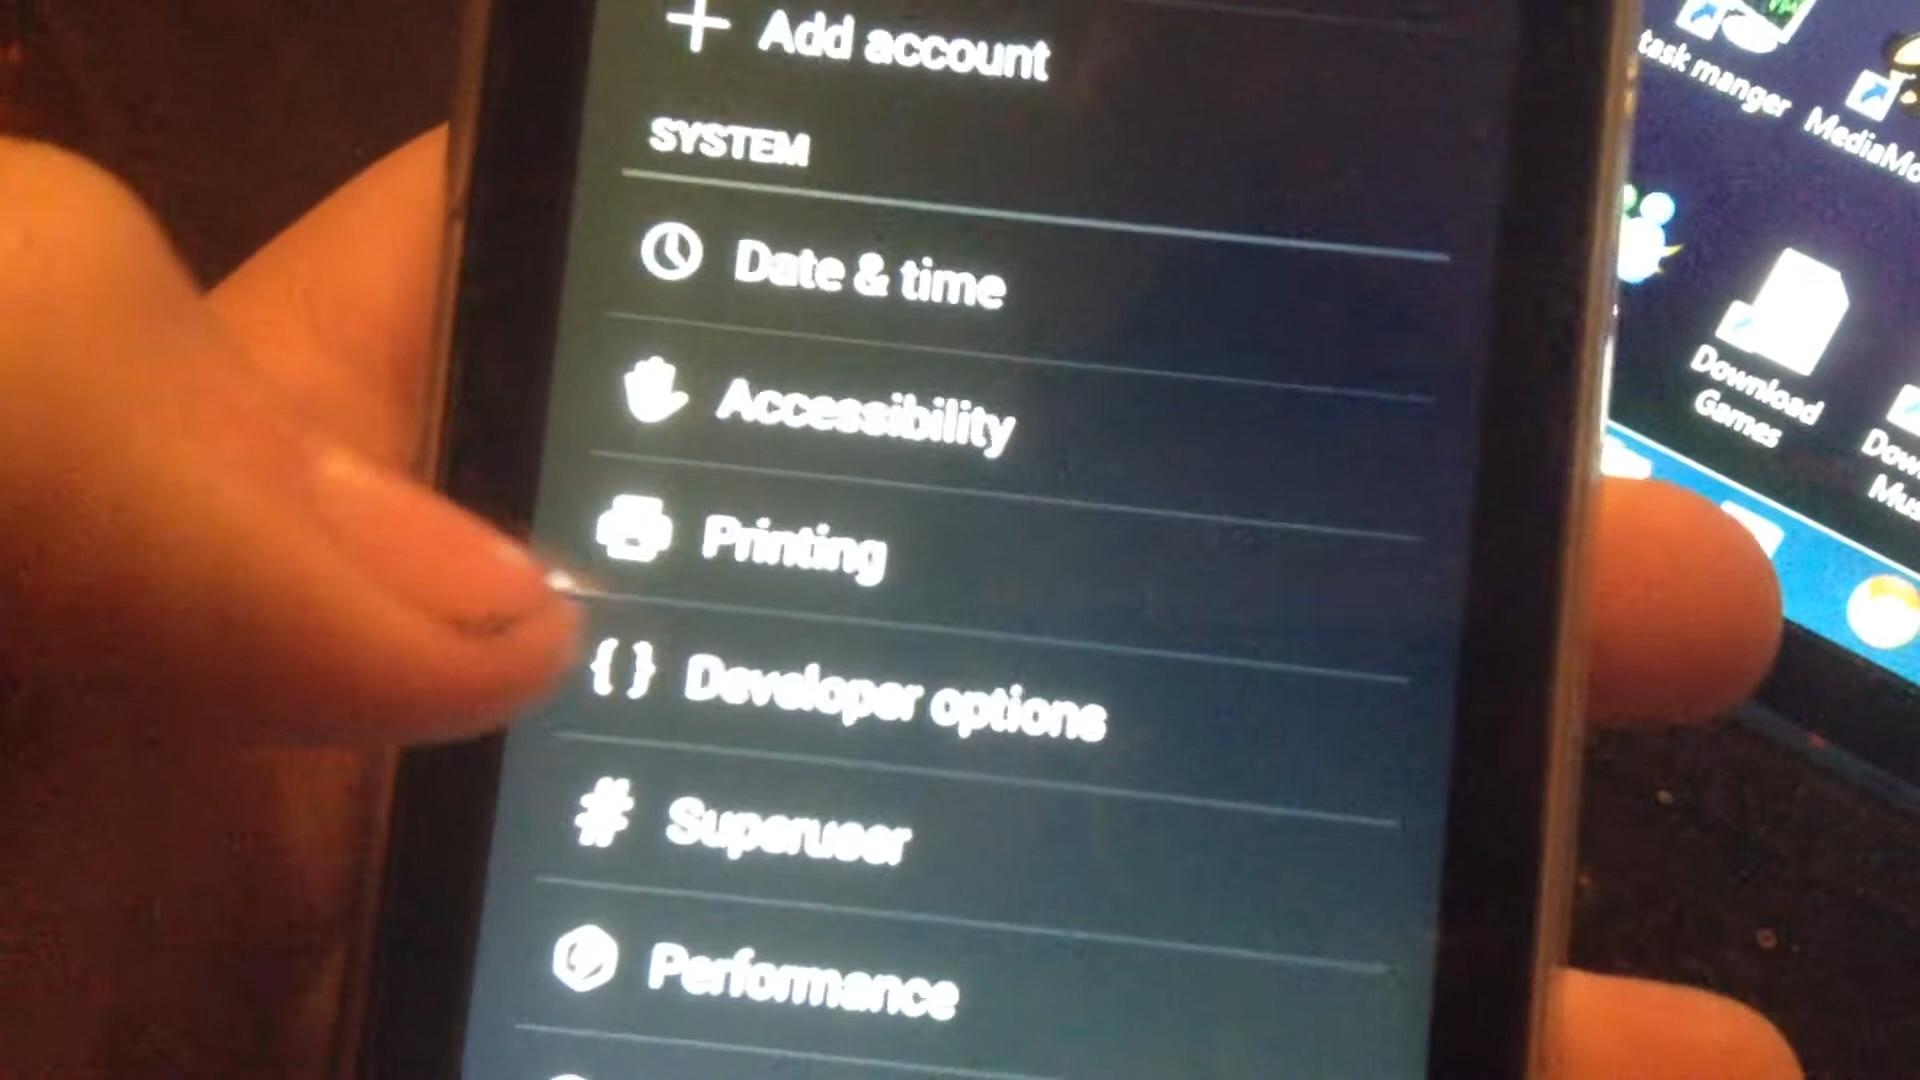 Add account
SYSTEM
Date & time
Accessibility
Printing
{ } Developer options
# Superuser
Performance
task manger
Download
Games